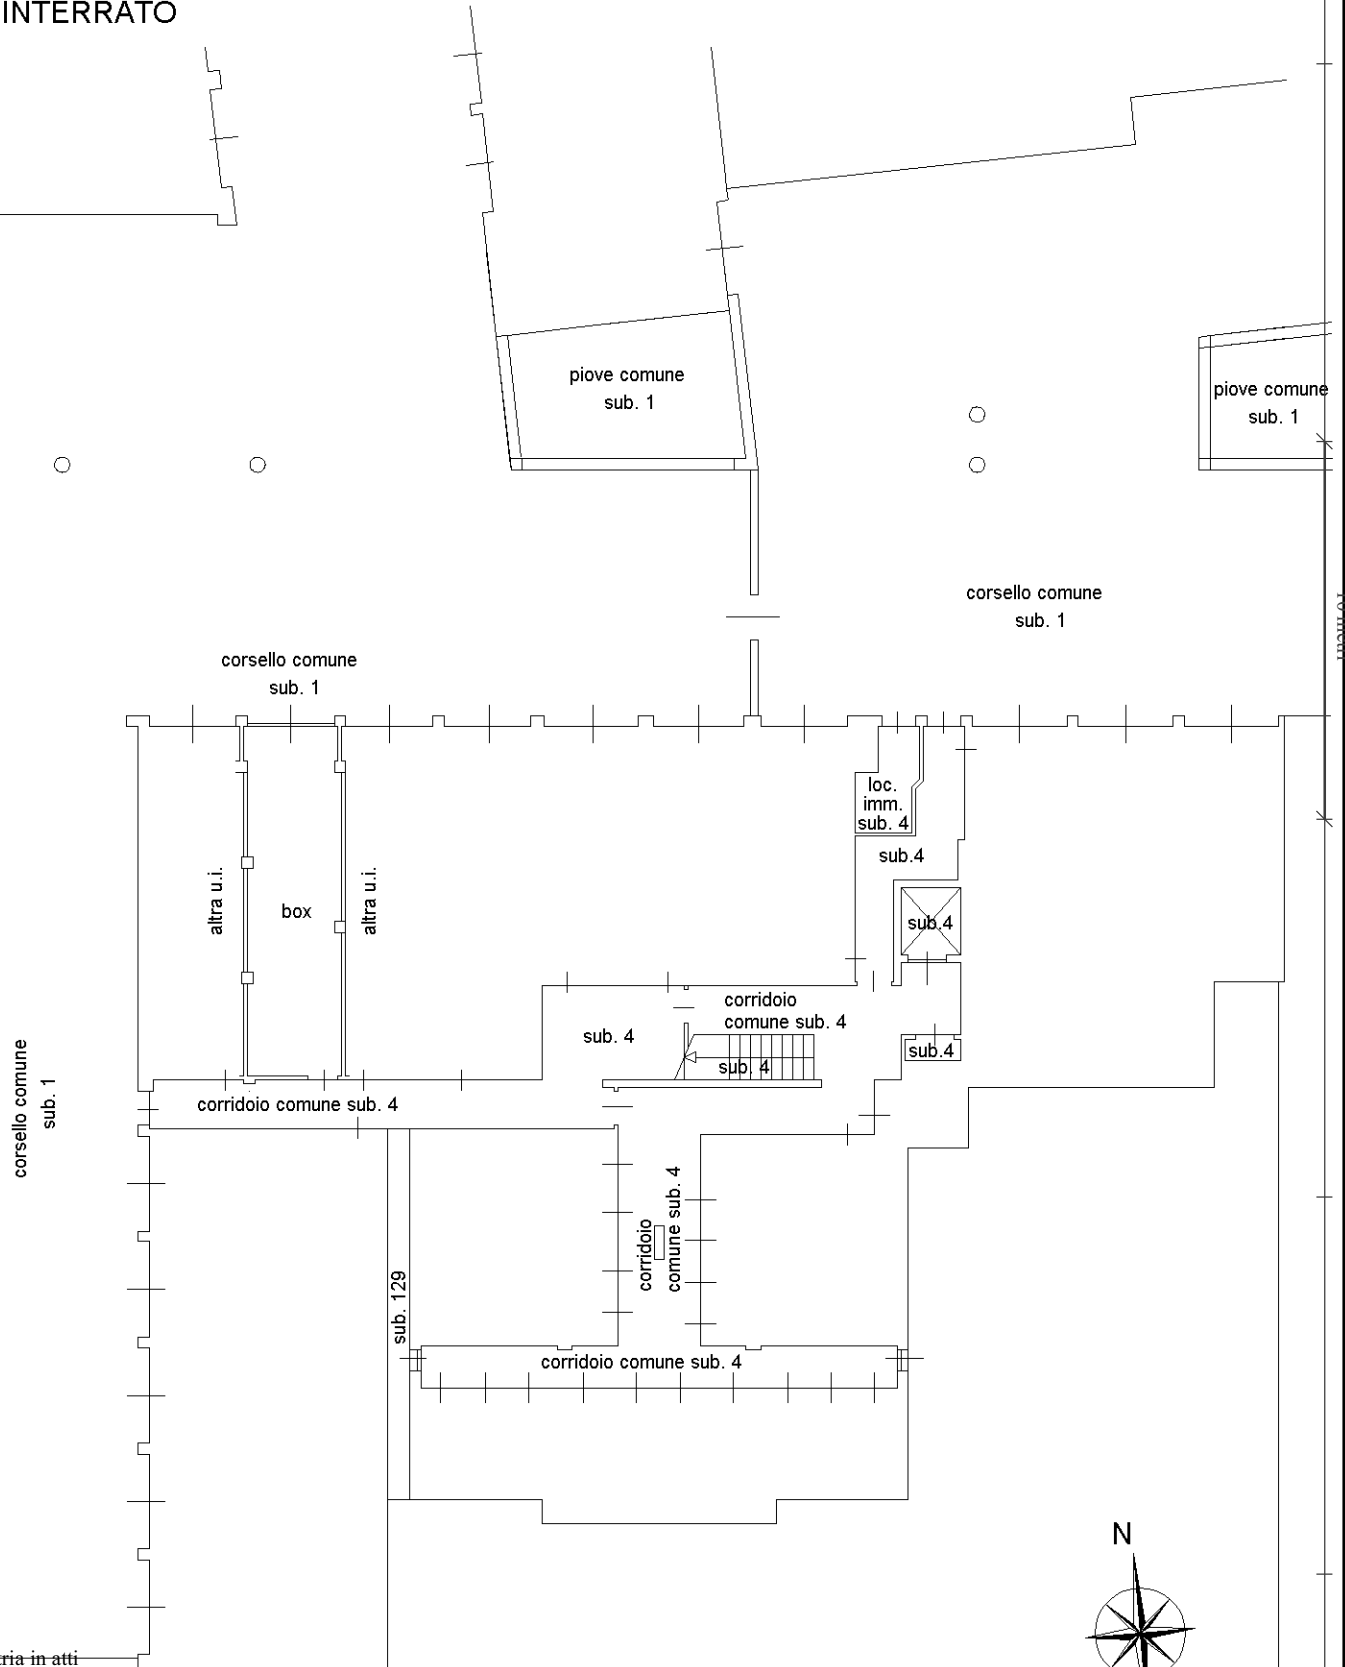 INTERRATO
piove comune
sub. 1
piove comune
sub. 1
corsello comune
sub. 1
corsello comune
sub. 1
loc.
imm.
sub. 4
sub.4
altra u.i.
box
altra u.i.
sub.4
corridoio
comune sub. 4
sub. 4
sub. 4
sub.4
corsello comune
sub. 1
corridoio comune sub. 4
corridoio
comune sub. 4
sub. 129
corridoio comune sub. 4
N
in atti